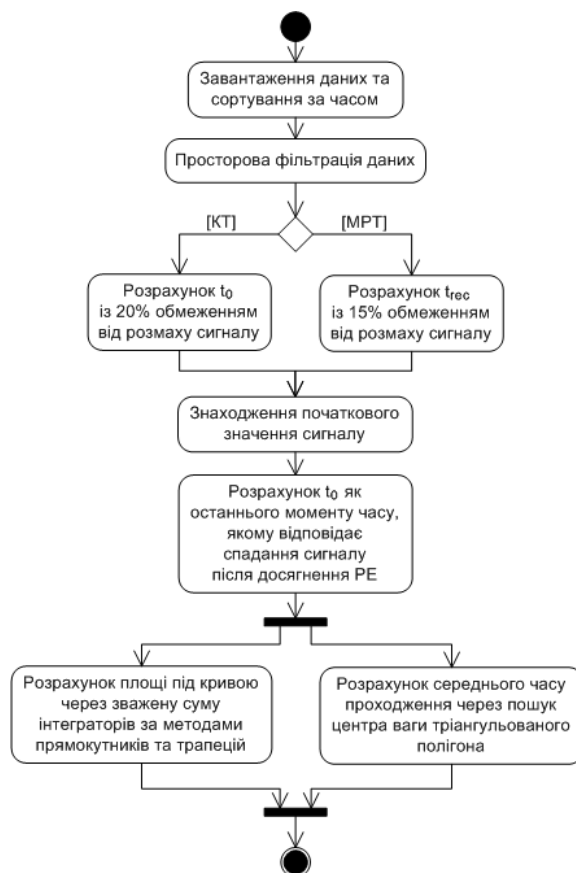 Завантаження даних та
сортування за часом
Просторова фільтрація даних
[КТ]
[МРТ]
Розрахунок t₀
із 20% обмеженням
від розмаху сигналу
Розрахунок tᵣₑ꜀
із 15% обмеженням
від розмаху сигналу
Знаходження початкового
значення сигналу
Розрахунок t₀ як
останнього моменту часу,
якому відповідає
спадання сигналу
після досягнення РЕ
Розрахунок площі під кривою
через зважену суму
інтеграторів за методами
прямокутників та трапецій
Розрахунок середнього часу
проходження через пошук
центра ваги тріангульованого
полігона